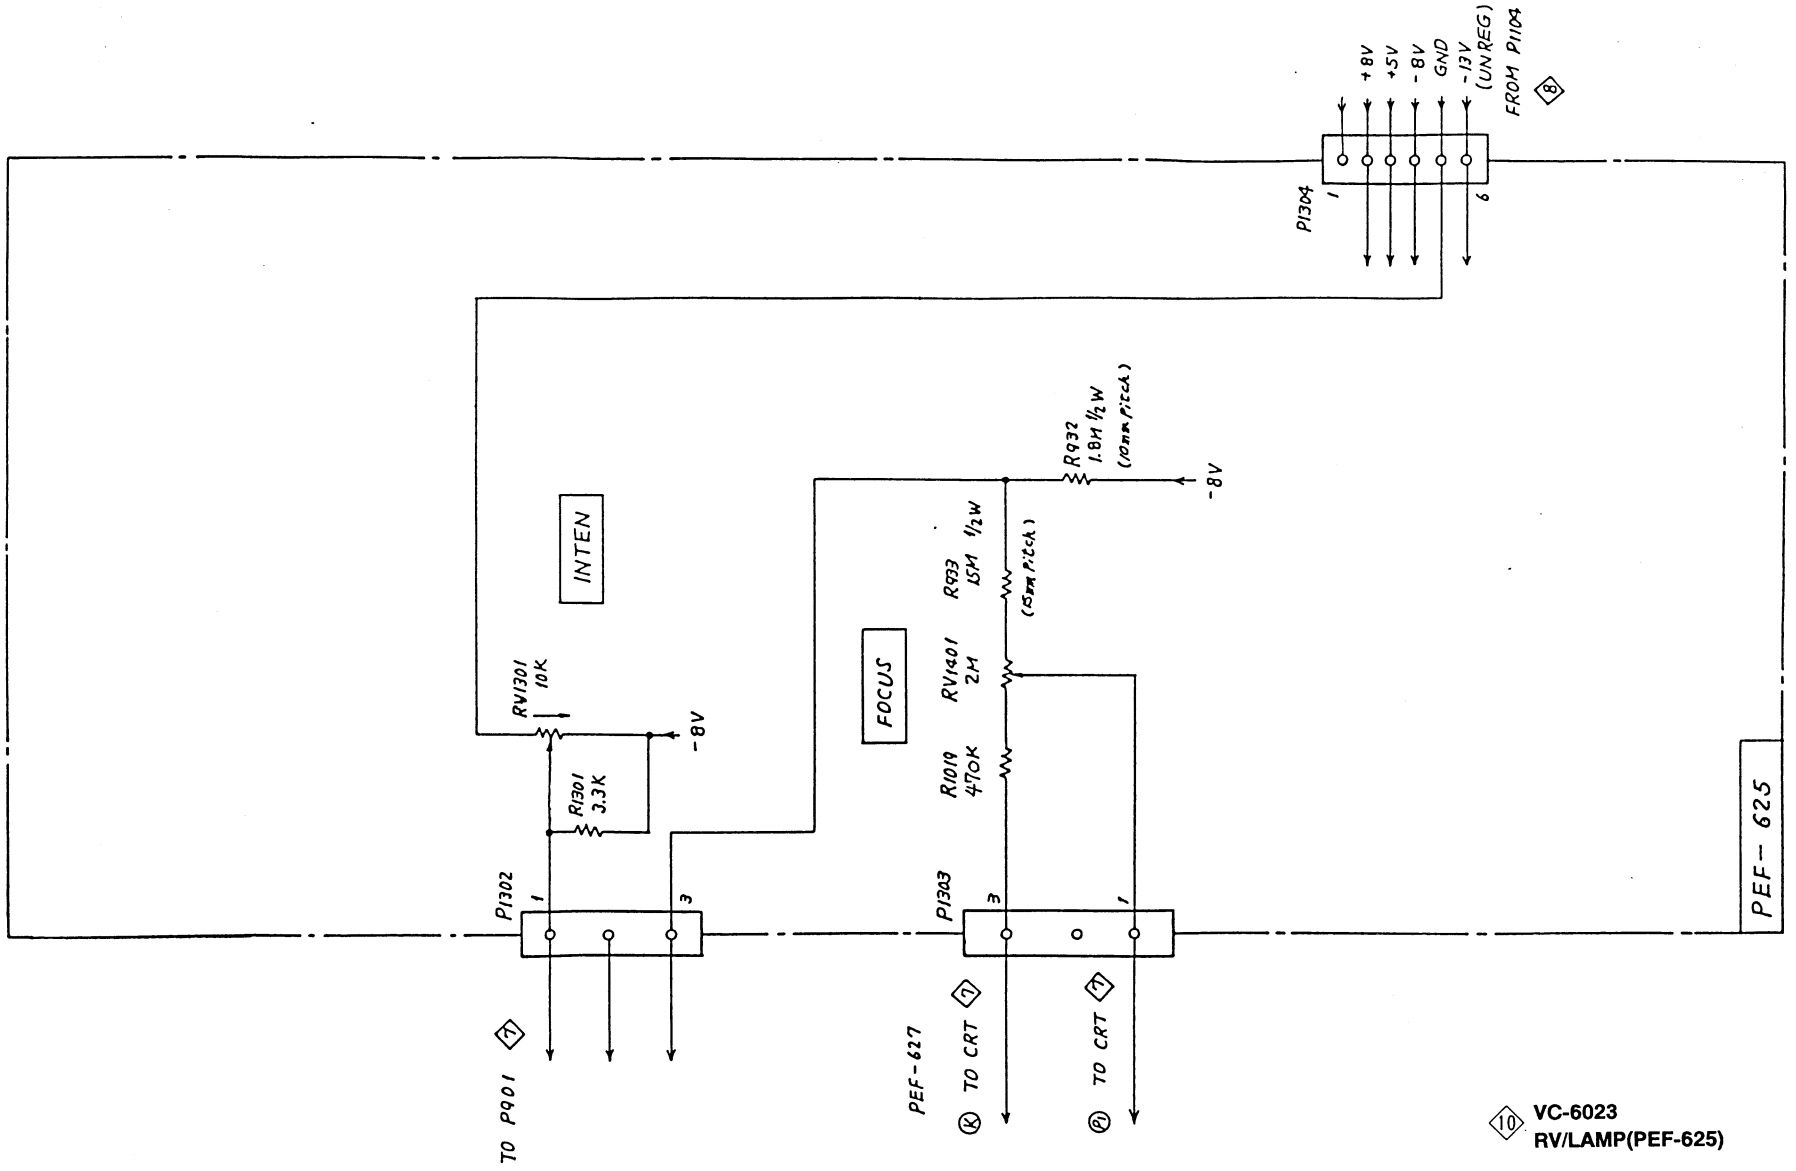 +8V
+5V
-8V
GND
-13V
(UNREG)
FROM P1104
8
P1304
1
6
INTEN
RV1301
10K
R1301
3.3K
-8V
P1302
1
3
TO P901
7
R932
1.8M 1/2W
(10mm Pitch)
-8V
R933
15M 1/2W
(15mm Pitch)
FOCUS
RV1401
2M
R1019
470K
P1303
3
1
PEF-627
K TO CRT 7
P1 TO CRT 7
PEF-625
10
VC-6023
RV/LAMP(PEF-625)